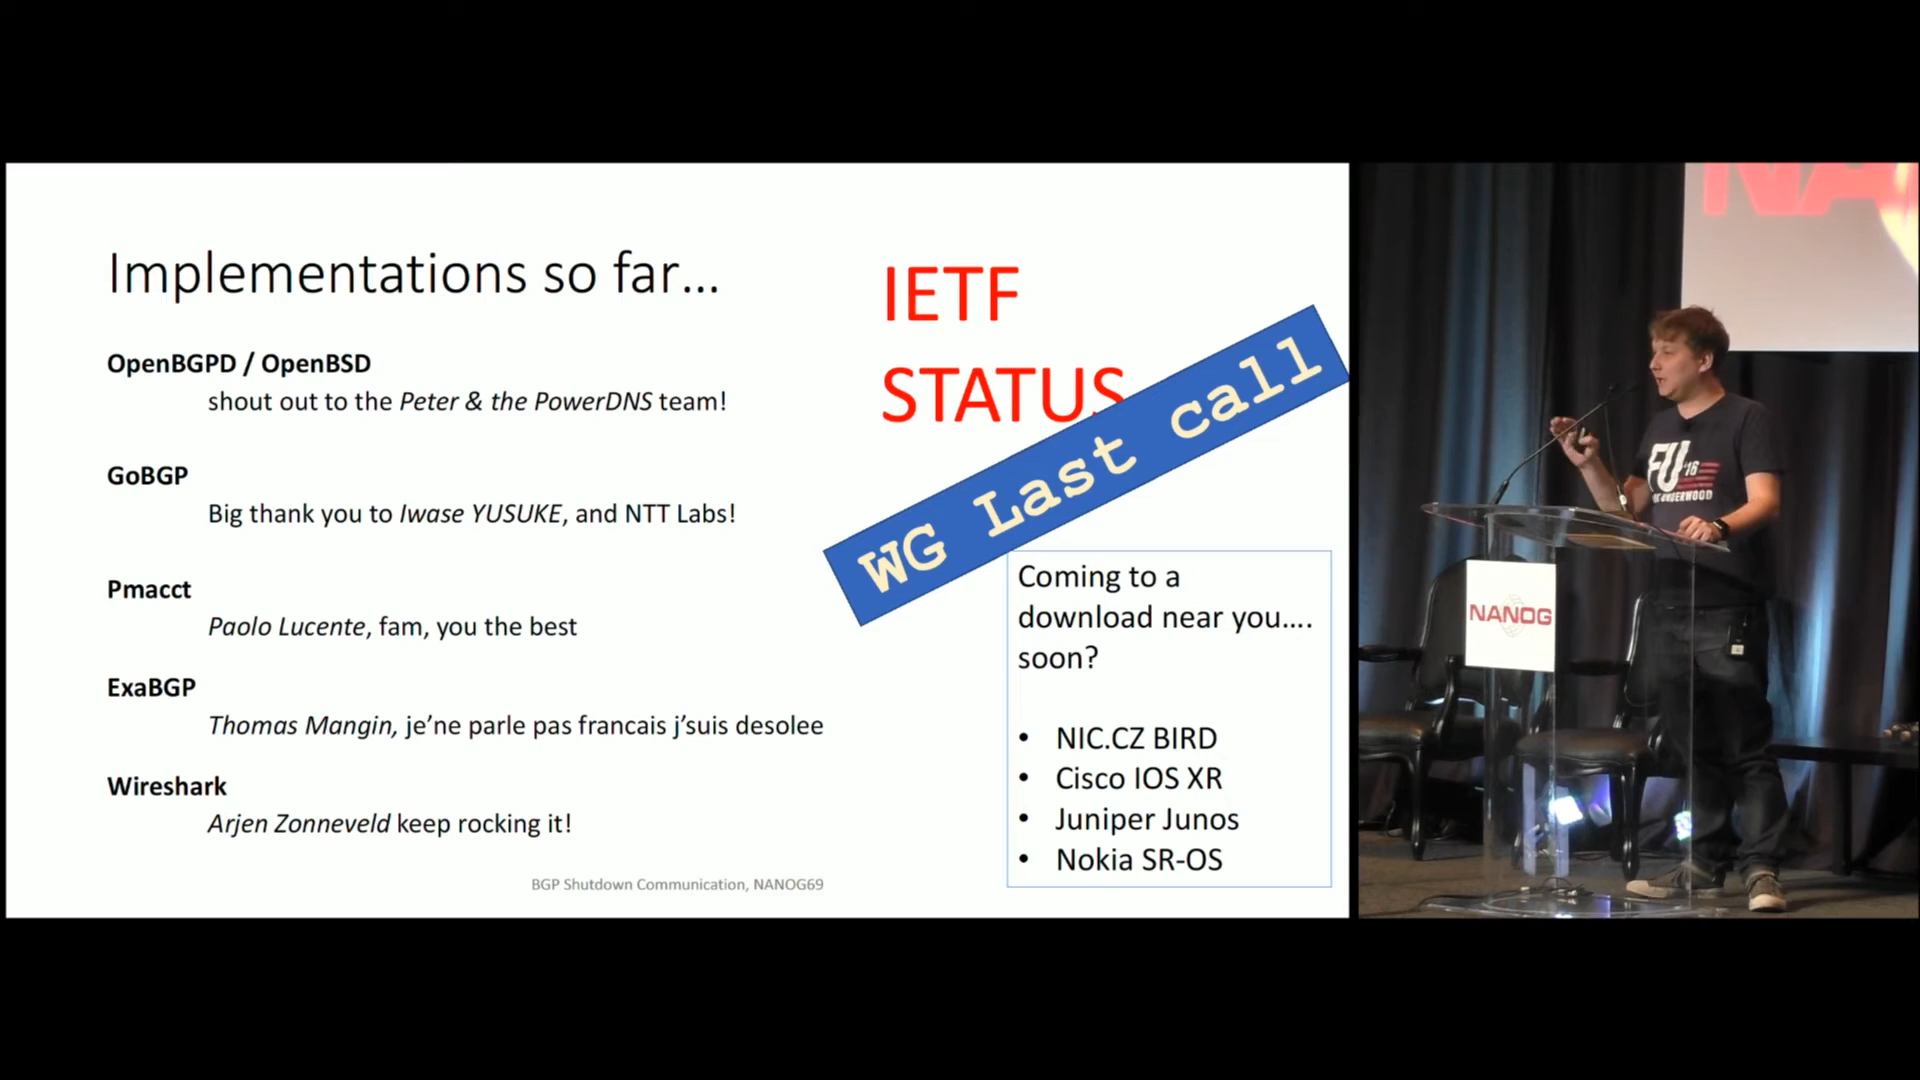 Implementations so far...
OpenBGPD / OpenBSD
shout out to the Peter & the PowerDNS team!
GoBGP
Big thank you to Iwase YUSUKE, and NTT Labs!
Pmacct
Paolo Lucente, fam, you the best
ExaBGP
Thomas Mangin, je’ne parle pas francais j’suis desolee
Wireshark
Arjen Zonneveld keep rocking it!
BGP Shutdown Communication, NANOG69
IETF
STATUS
WG Last call
Coming to a
download near you....
soon?
• NIC.CZ BIRD
• Cisco IOS XR
• Juniper Junos
• Nokia SR-OS
NA
FU
'16
NANOG